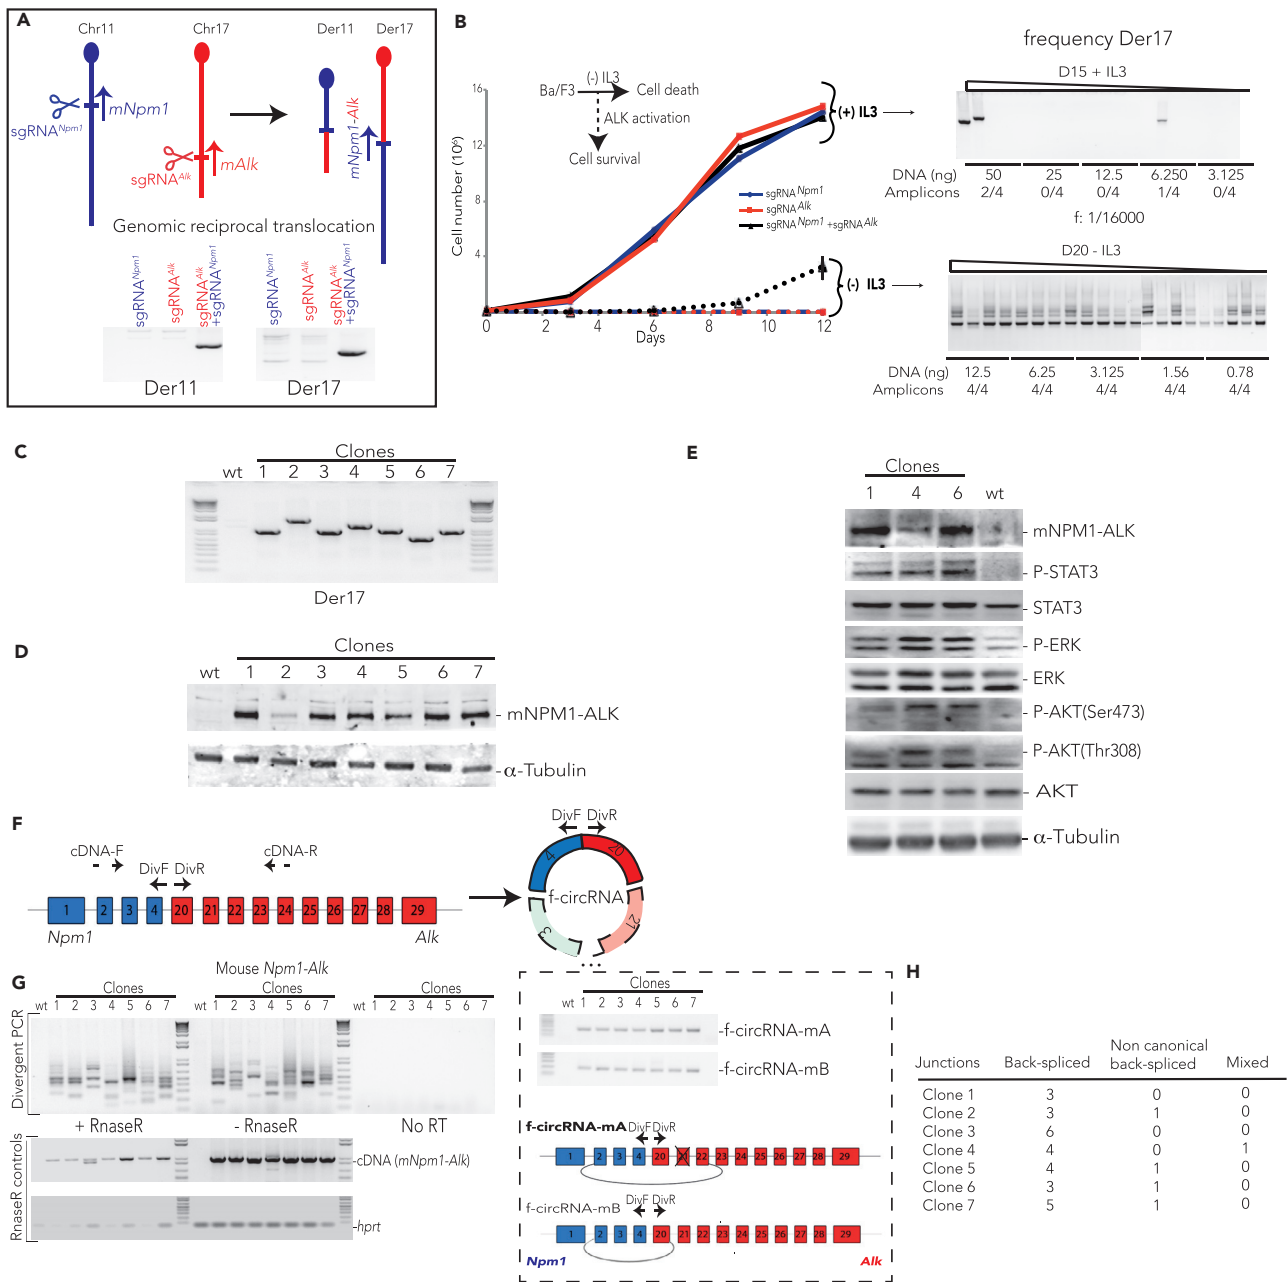 A
Chr11
Chr17
Der11
Der17
sgRNA^Npm1
mNpm1
sgRNA^Alk
mAlk
mNpm1-Alk
Genomic reciprocal translocation
sgRNA^Npm1
sgRNA^Alk
sgRNA^Alk
+sgRNA^Npm1
sgRNA^Npm1
sgRNA^Alk
sgRNA^Alk
+sgRNA^Npm1
Der11
Der17
B
Cell number (10⁶)
16
12
8
4
0 2 4 6 8 10 12
Days
(-) IL3
Ba/F3
Cell death
ALK activation
Cell survival
sgRNA^Npm1
sgRNA^Alk
sgRNA^Npm1+sgRNA^Alk
(+) IL3
(-) IL3
frequency Der17
D15 + IL3
DNA (ng) 50 25 12.5 6.250 3.125
Amplicons 2/4 0/4 0/4 1/4 0/4
f: 1/16000
D20 - IL3
DNA (ng) 12.5 6.25 3.125 1.56 0.78
Amplicons 4/4 4/4 4/4 4/4 4/4
C
Clones
wt 1 2 3 4 5 6 7
Der17
D
Clones
wt 1 2 3 4 5 6 7
- mNPM1-ALK
-α-Tubulin
E
Clones
1 4 6 wt
- mNPM1-ALK
- P-STAT3
STAT3
- P-ERK
- ERK
- P-AKT(Ser473)
- P-AKT(Thr308)
- AKT
- α-Tubulin
F
cDNA-F
DivF DivR
cDNA-R
1 2 3 4 20 21 22 23 24 25 26 27 28 29
Npm1
Alk
DivF DivR
4
20
f-circRNA
3
21
...
G
Mouse Npm1-Alk
Clones
Clones
Clones
wt 1 2 3 4 5 6 7
wt 1 2 3 4 5 6 7
wt 1 2 3 4 5 6 7
Divergent PCR
+ RnaseR
- RnaseR
No RT
RnaseR controls
-cDNA (mNpm1-Alk)
-hprt
Clones
wt 1 2 3 4 5 6 7
-f-circRNA-mA
-f-circRNA-mB
f-circRNA-mA
DivF DivR
1 2 3 4 20 21 22 23 24 25 26 27 28 29
f-circRNA-mB
DivF DivR
1 2 3 4 20 21 22 23 24 25 26 27 28 29
Npm1
Alk
H
Junctions Back-spliced Non canonical back-spliced Mixed
Clone 1 3 0 0
Clone 2 3 1 0
Clone 3 6 0 0
Clone 4 4 0 1
Clone 5 4 1 0
Clone 6 3 1 0
Clone 7 5 1 0